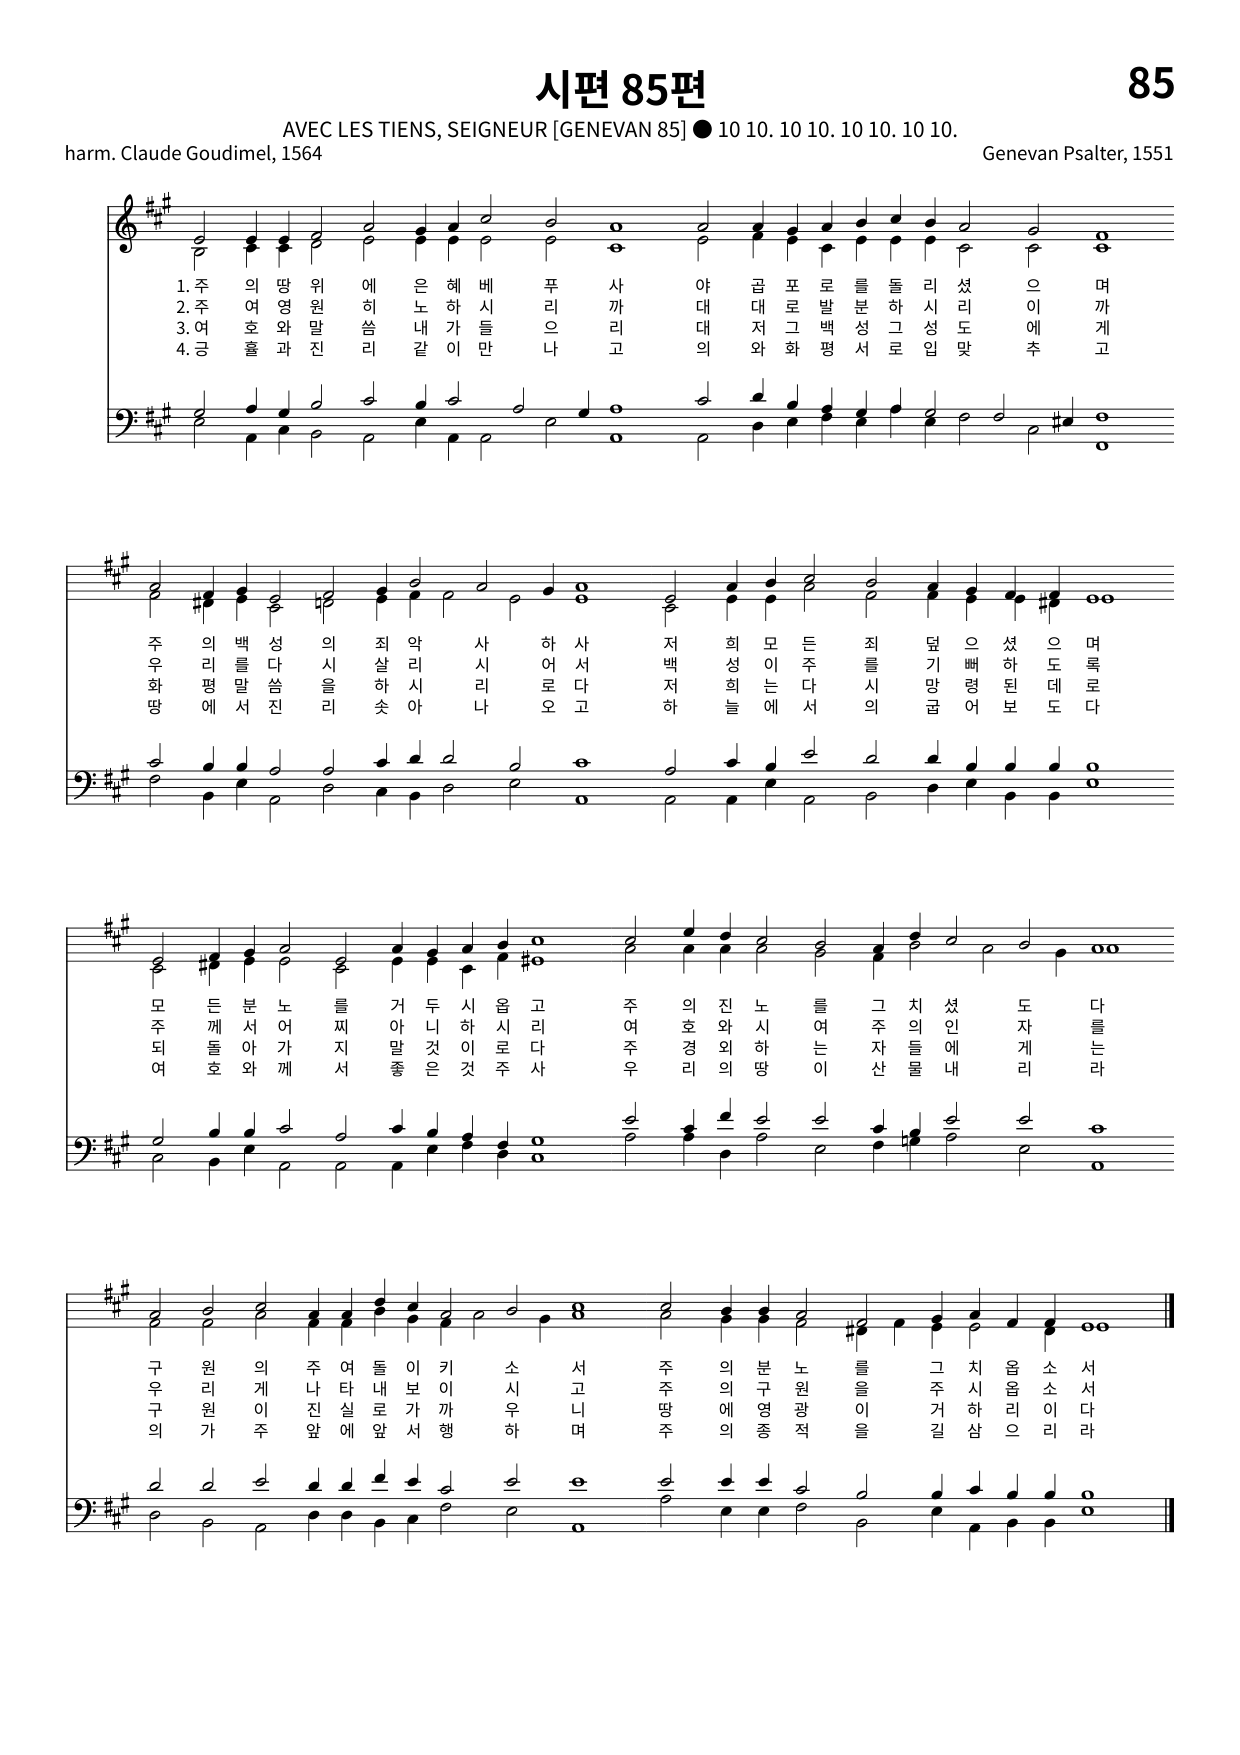 시편 85편
85
AVEC LES TIENS, SEIGNEUR [GENEVAN 85] ● 10 10. 10 10. 10 10. 10 10.
harm. Claude Goudimel, 1564
Genevan Psalter, 1551
1. 주 의 땅 위 에 은 혜 베 푸 사 야 곱 포 로 를 돌 리 셨 으 며
2. 주 여 영 원 히 노 하 시 리 까 대 대 로 발 분 하 시 리 이 까
3. 여 호 와 말 씀 내 가 들 으 리 대 저 그 백 성 그 성 도 에 게
4. 긍 휼 과 진 리 같 이 만 나 고 의 와 화 평 서 로 입 맞 추 고
주 의 백 성 의 죄 악 사 하 사 저 희 모 든 죄 덮 으 셨 으 며
우 리 를 다 시 살 리 시 어 서 백 성 이 주 를 기 뻐 하 도 록
화 평 말 씀 을 하 시 리 로 다 저 희 는 다 시 망 령 된 데 로
땅 에 서 진 리 솟 아 나 오 고 하 늘 에 서 의 굽 어 보 도 다
모 든 분 노 를 거 두 시 옵 고 주 의 진 노 를 그 치 셨 도 다
주 께 서 어 찌 아 니 하 시 리 여 호 와 시 여 주 의 인 자 를
되 돌 아 가 지 말 것 이 로 다 주 경 외 하 는 자 들 에 게 는
여 호 와 께 서 좋 은 것 주 사 우 리 의 땅 이 산 물 내 리 라
구 원 의 주 여 돌 이 키 소 서 주 의 분 노 를 그 치 옵 소 서
우 리 게 나 타 내 보 이 시 고 주 의 구 원 을 주 시 옵 소 서
구 원 이 진 실 로 가 까 우 니 땅 에 영 광 이 거 하 리 이 다
의 가 주 앞 에 앞 서 행 하 며 주 의 종 적 을 길 삼 으 리 라